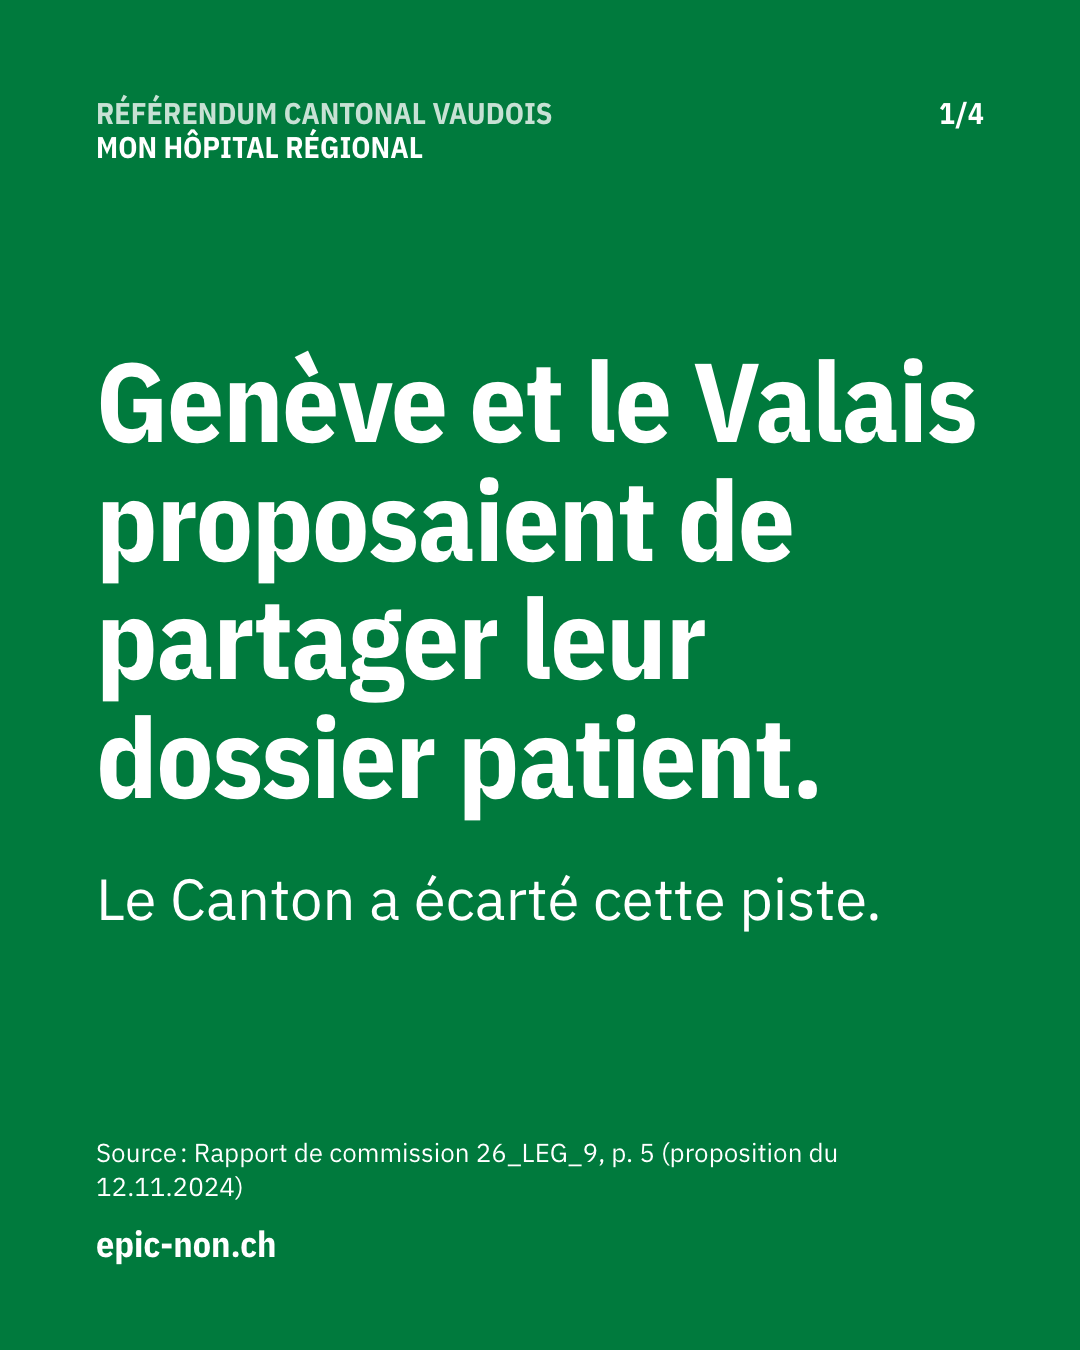 RÉFÉRENDUM CANTONAL VAUDOIS
MON HÔPITAL RÉGIONAL
1/4
Genève et le Valais
proposaient de
partager leur
dossier patient.
Le Canton a écarté cette piste.
Source : Rapport de commission 26_LEG_9, p. 5 (proposition du
12.11.2024)
epic-non.ch